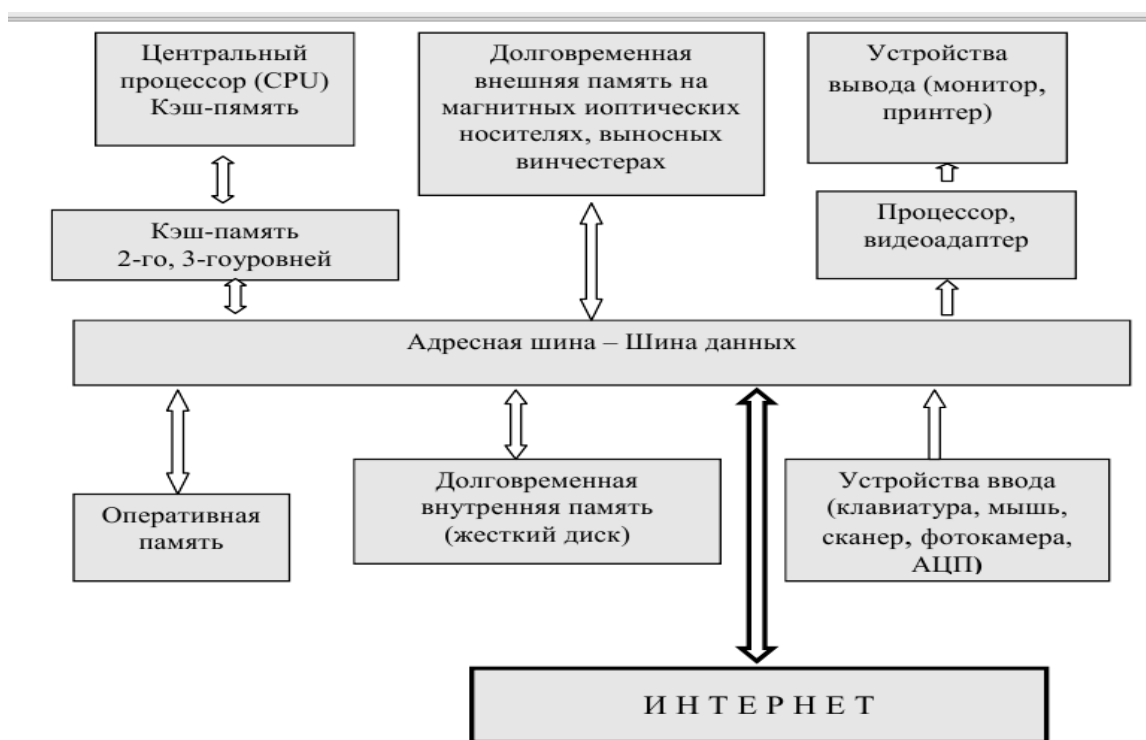 Центральный
процессор (CPU)
Кэш-пямять
Долговременная
внешняя память на
магнитных иоптических
носителях, выносных
винчестерах
Устройства
вывода (монитор,
принтер)
Кэш-память
2-го, 3-гоуровней
Процессор,
видеоадаптер
Адресная шина – Шина данных
Оперативная
память
Долговременная
внутренняя память
(жесткий диск)
Устройства ввода
(клавиатура, мышь,
сканер, фотокамера,
АЦП)
И Н Т Е Р Н Е Т